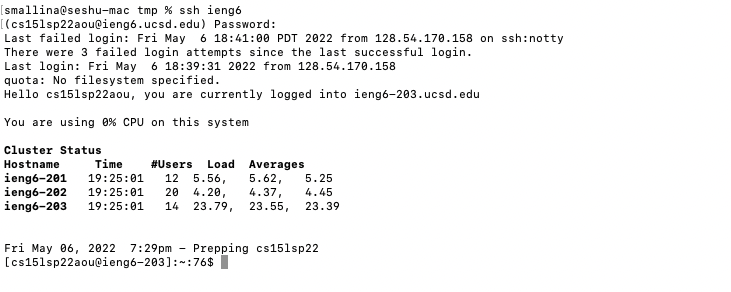 [smallina@seshu-mac tmp % ssh ieng6
[(cs15lsp22aou@ieng6.ucsd.edu) Password:
Last failed login: Fri May  6 18:41:00 PDT 2022 from 128.54.170.158 on ssh:notty
There were 3 failed login attempts since the last successful login.
Last login: Fri May  6 18:39:31 2022 from 128.54.170.158
quota: No filesystem specified.
Hello cs15lsp22aou, you are currently logged into ieng6-203.ucsd.edu
You are using 0% CPU on this system
Cluster Status
Hostname     Time    #Users  Load  Averages
ieng6-201   19:25:01   12  5.56,   5.62,   5.25
ieng6-202   19:25:01   20  4.20,   4.37,   4.45
ieng6-203   19:25:01   14  23.79,  23.55,  23.39
Fri May 06, 2022  7:29pm - Prepping cs15lsp22
[cs15lsp22aou@ieng6-203]:~:76$